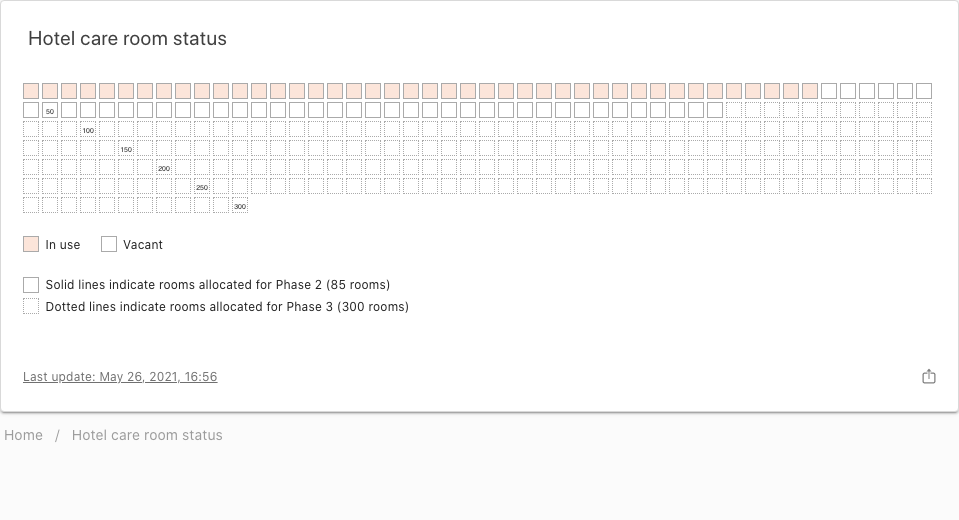 Hotel care room status
50
100
150
200
250
300
In use
Vacant
Solid lines indicate rooms allocated for Phase 2 (85 rooms)
Dotted lines indicate rooms allocated for Phase 3 (300 rooms)
Last update: May 26, 2021, 16:56
Home / Hotel care room status